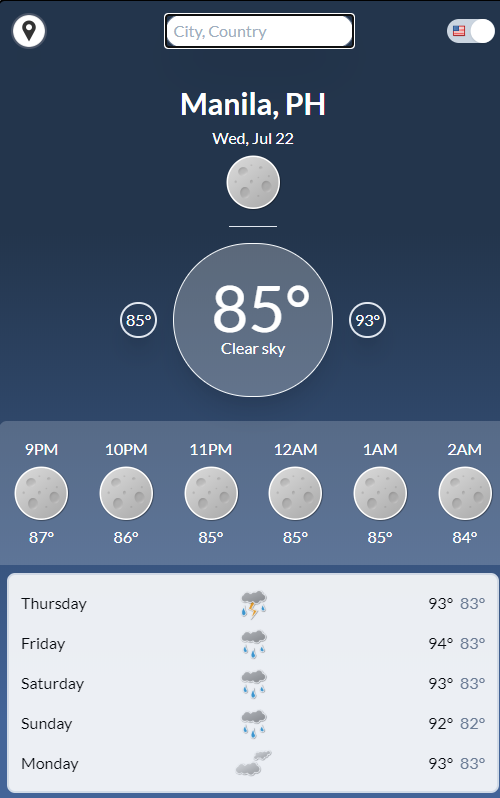 City, Country
Manila, PH
Wed, Jul 22
85° 85° 93°
Clear sky
9PM 10PM 11PM 12AM 1AM 2AM
87° 86° 85° 85° 85° 84°
Thursday 93° 83°
Friday 94° 83°
Saturday 93° 83°
Sunday 92° 82°
Monday 93° 83°